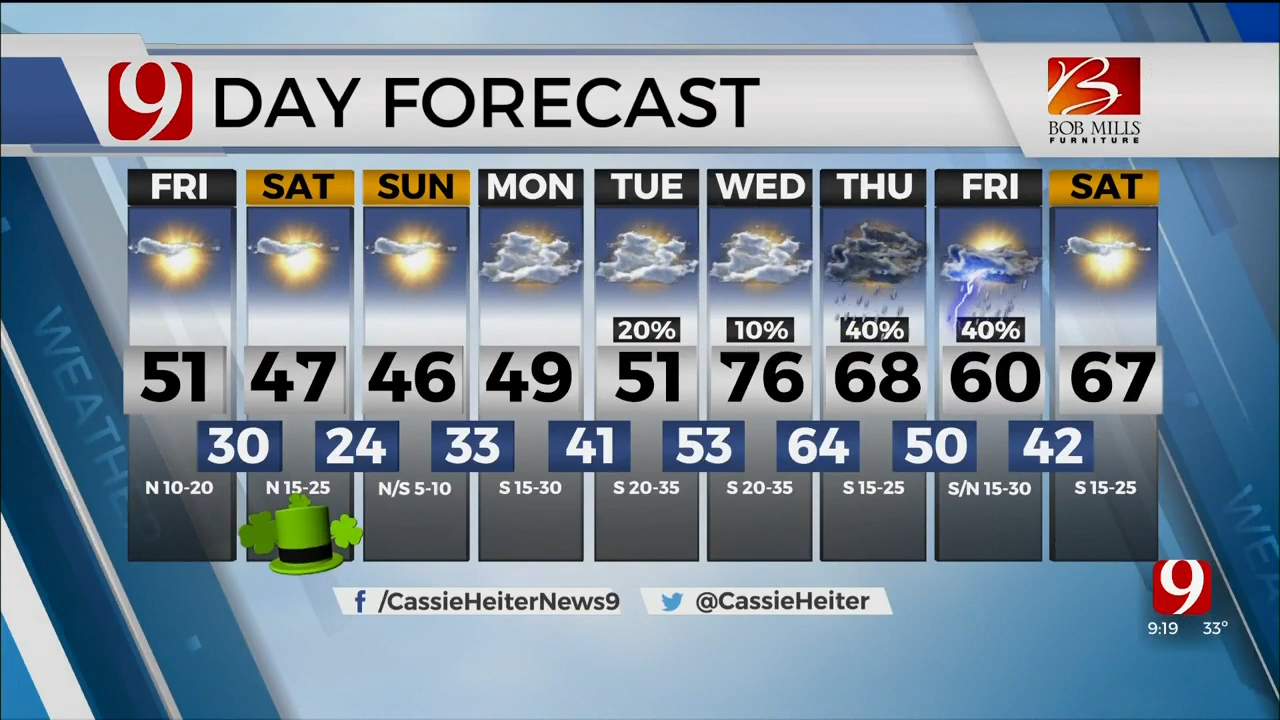 9 DAY FORECAST
B
BOB MILLS
FURNITURE
FRI SAT SUN MON TUE WED THU FRI SAT
20% 10% 40% 40%
51 47 46 49 51 76 68 60 67
30 24 33 41 53 64 50 42
N 10-20 N 15-25 N/S 5-10 S 15-30 S 20-35 S 20-35 S 15-25 S/N 15-30 S 15-25
f /CassieHeiterNews9 @CassieHeiter
9
9:19 33°
WEATHER
WEA